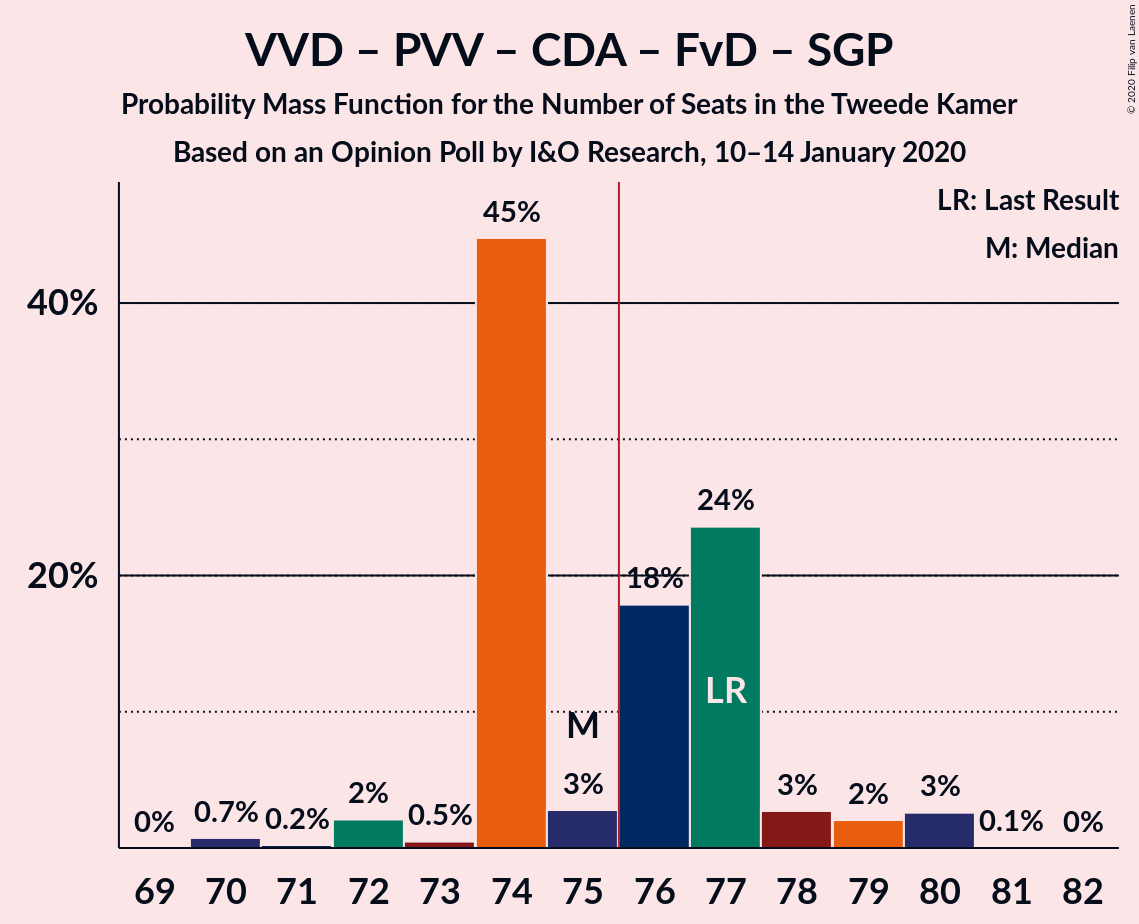 VVD – PVV – CDA – FvD – SGP
Probability Mass Function for the Number of Seats in the Tweede Kamer
Based on an Opinion Poll by I&O Research, 10–14 January 2020
© 2020 Filip van Laenen
LR: Last Result
M: Median
45%
40%
24%
20%
18%
LR
M
0%
0.7%
0.2%
2%
0.5%
3%
3%
2%
3%
0.1%
0%
69 70 71 72 73 74 75 76 77 78 79 80 81 82